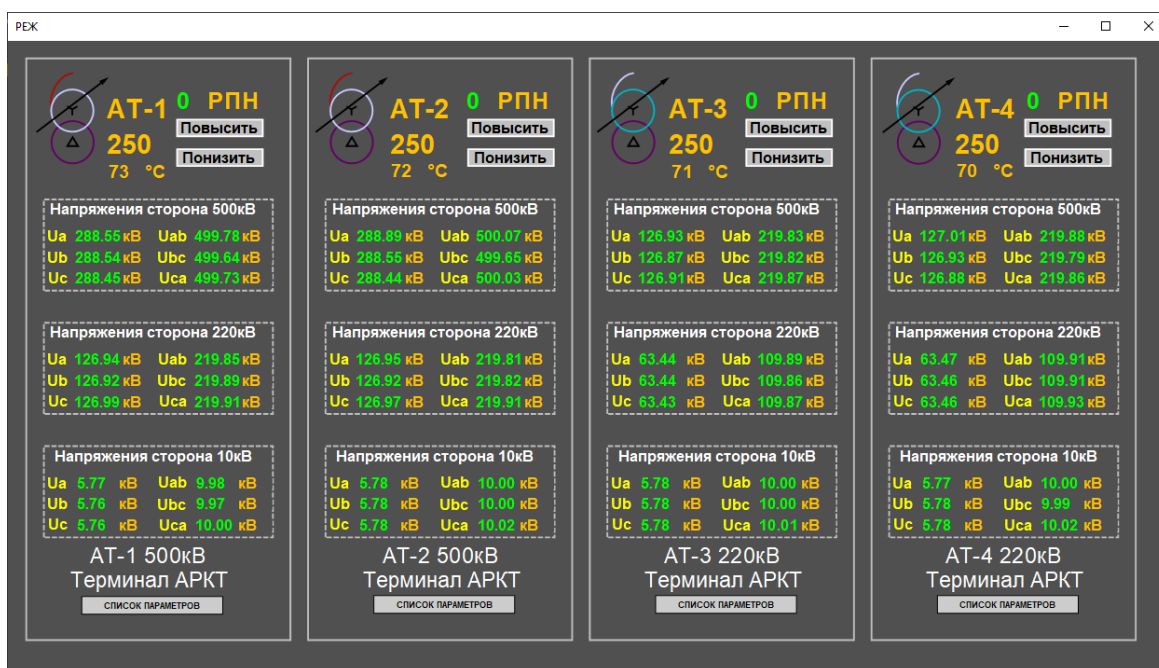 РЕЖ
АТ-1 0 РПН
Повысить
250
Понизить
73 °C
Напряжения сторона 500кВ
Ua 288.55 кВ Uab 499.78 кВ
Ub 288.54 кВ Ubc 499.64 кВ
Uc 288.45 кВ Uca 499.73 кВ
Напряжения сторона 220кВ
Ua 126.94 кВ Uab 219.85 кВ
Ub 126.92 кВ Ubc 219.89 кВ
Uc 126.99 кВ Uca 219.91 кВ
Напряжения сторона 10кВ
Ua 5.77 кВ Uab 9.98 кВ
Ub 5.76 кВ Ubc 9.97 кВ
Uc 5.76 кВ Uca 10.00 кВ
АТ-1 500кВ
Терминал АРКТ
СПИСОК ПАРАМЕТРОВ
АТ-2 0 РПН
Повысить
250
Понизить
72 °C
Напряжения сторона 500кВ
Ua 288.89 кВ Uab 500.07 кВ
Ub 288.55 кВ Ubc 499.65 кВ
Uc 288.44 кВ Uca 500.03 кВ
Напряжения сторона 220кВ
Ua 126.95 кВ Uab 219.81 кВ
Ub 126.92 кВ Ubc 219.82 кВ
Uc 126.97 кВ Uca 219.91 кВ
Напряжения сторона 10кВ
Ua 5.78 кВ Uab 10.00 кВ
Ub 5.78 кВ Ubc 10.00 кВ
Uc 5.78 кВ Uca 10.02 кВ
АТ-2 500кВ
Терминал АРКТ
СПИСОК ПАРАМЕТРОВ
АТ-3 0 РПН
Повысить
250
Понизить
71 °C
Напряжения сторона 500кВ
Ua 126.93 кВ Uab 219.83 кВ
Ub 126.87 кВ Ubc 219.82 кВ
Uc 126.91 кВ Uca 219.87 кВ
Напряжения сторона 220кВ
Ua 63.44 кВ Uab 109.89 кВ
Ub 63.44 кВ Ubc 109.86 кВ
Uc 63.43 кВ Uca 109.87 кВ
Напряжения сторона 10кВ
Ua 5.78 кВ Uab 10.00 кВ
Ub 5.78 кВ Ubc 10.00 кВ
Uc 5.78 кВ Uca 10.01 кВ
АТ-3 220кВ
Терминал АРКТ
СПИСОК ПАРАМЕТРОВ
АТ-4 0 РПН
Повысить
250
Понизить
70 °C
Напряжения сторона 500кВ
Ua 127.01 кВ Uab 219.88 кВ
Ub 126.93 кВ Ubc 219.79 кВ
Uc 126.88 кВ Uca 219.86 кВ
Напряжения сторона 220кВ
Ua 63.47 кВ Uab 109.91 кВ
Ub 63.46 кВ Ubc 109.91 кВ
Uc 63.46 кВ Uca 109.93 кВ
Напряжения сторона 10кВ
Ua 5.77 кВ Uab 10.00 кВ
Ub 5.78 кВ Ubc 9.99 кВ
Uc 5.78 кВ Uca 10.02 кВ
АТ-4 220кВ
Терминал АРКТ
СПИСОК ПАРАМЕТРОВ